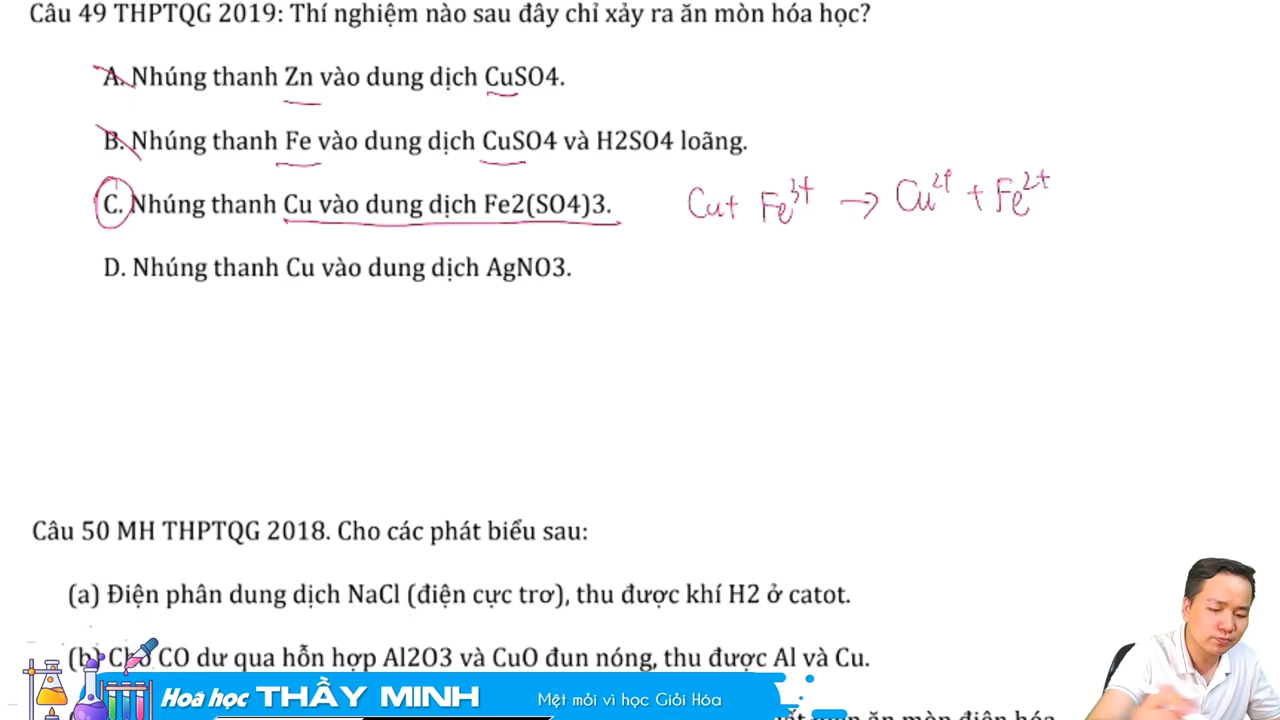 Câu 49 THPTQG 2019: Thí nghiệm nào sau đây chỉ xảy ra ăn mòn hóa học?
A. Nhúng thanh Zn vào dung dịch CuSO4.
B. Nhúng thanh Fe vào dung dịch CuSO4 và H2SO4 loãng.
C. Nhúng thanh Cu vào dung dịch Fe2(SO4)3.
Cu + Fe³⁺ → Cu²⁺ + Fe²⁺
D. Nhúng thanh Cu vào dung dịch AgNO3.
Câu 50 MH THPTQG 2018. Cho các phát biểu sau:
(a) Điện phân dung dịch NaCl (điện cực trơ), thu được khí H2 ở catot.
(b) Cho CO dư qua hỗn hợp Al2O3 và CuO đun nóng, thu được Al và Cu.
Hoá học THẦY MINH
Mệt mỏi vì học Giỏi Hóa
ăn mòn điện hóa